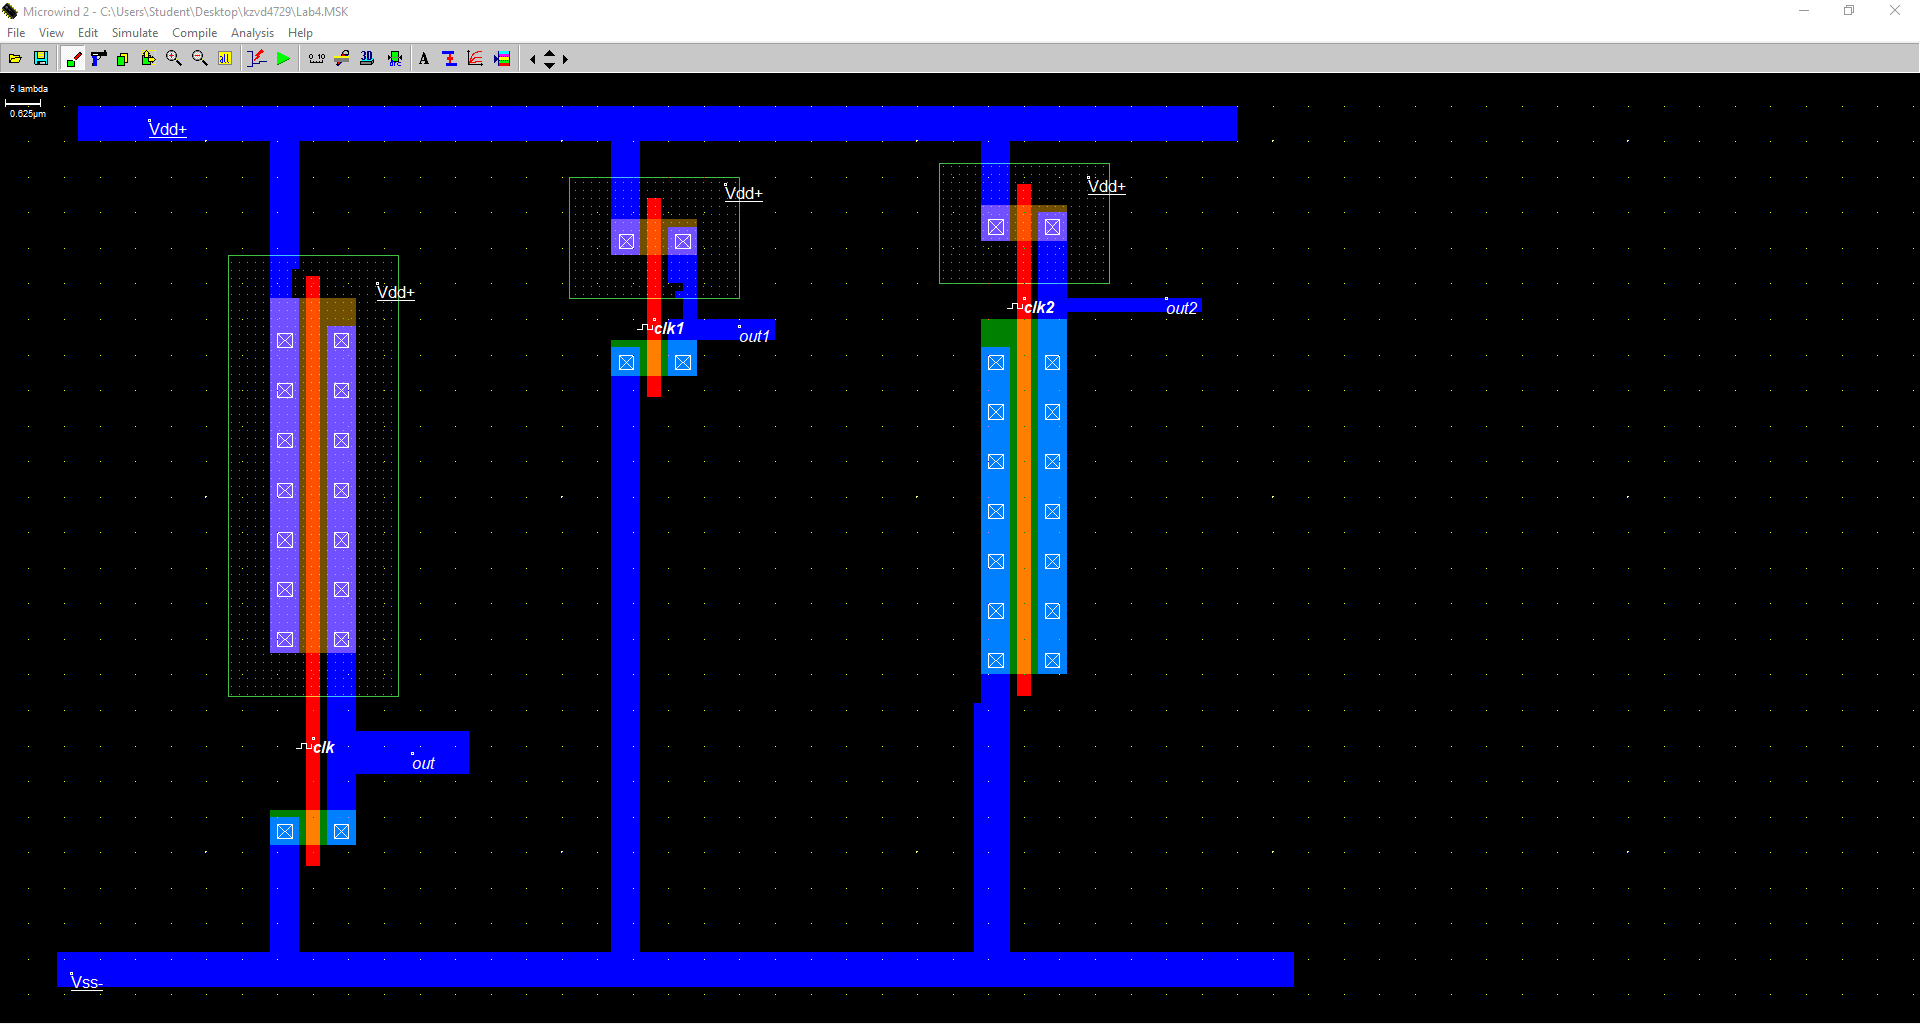 Microwind 2 - C:\Users\Student\Desktop\kzvd4729\Lab4.MSK
File View Edit Simulate Compile Analysis Help
5 lambda
0.625µm
Vdd+
Vdd+
Vdd+
Vdd+
clk2
out2
clk1
out1
clk
out
Vss-